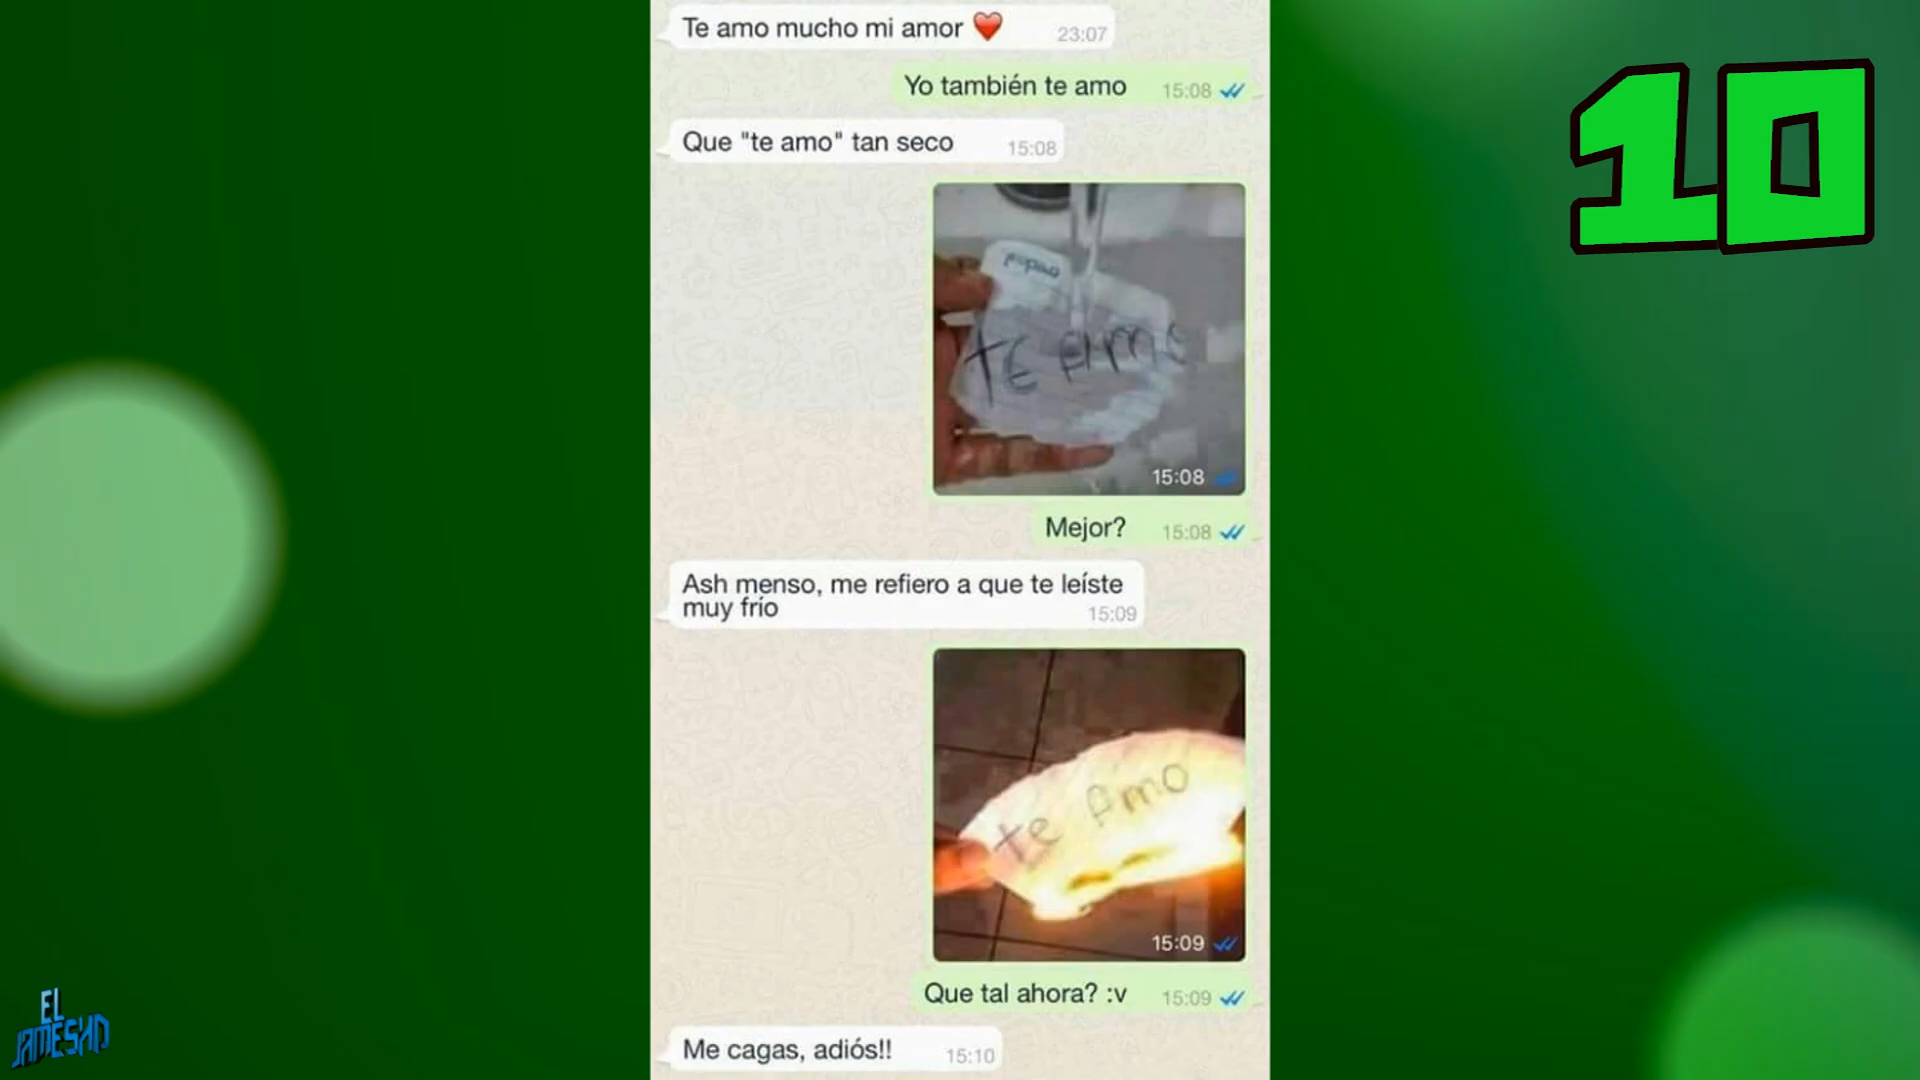 Te amo mucho mi amor ❤️ 23:07
Yo también te amo 15:08
Que "te amo" tan seco 15:08
TE AMO
15:08
Mejor? 15:08
Ash menso, me refiero a que te leíste
muy frío 15:09
te Amo
15:09
Que tal ahora? :v 15:09
Me cagas, adiós!! 15:10
10
EL
JAMESHD